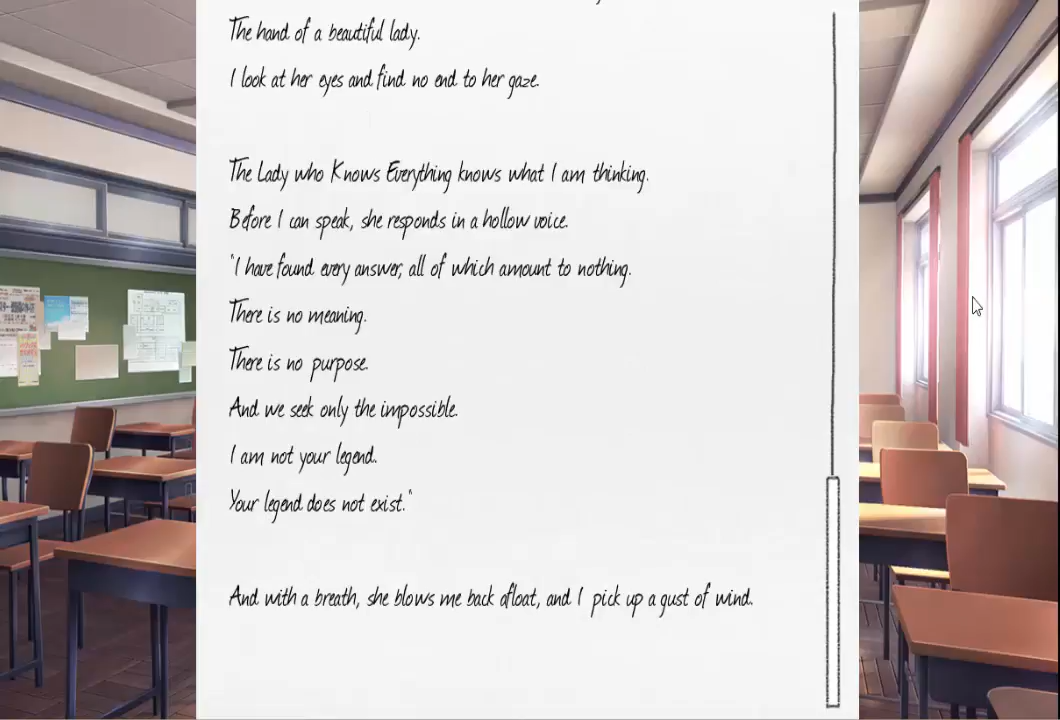 The hand of a beautiful lady.
I look at her eyes and find no end to her gaze.
The Lady who Knows Everything knows what I am thinking.
Before I can speak, she responds in a hollow voice.
"I have found every answer, all of which amount to nothing.
There is no meaning.
There is no purpose.
And we seek only the impossible.
I am not your legend.
Your legend does not exist."
And with a breath, she blows me back afloat, and I pick up a gust of wind.